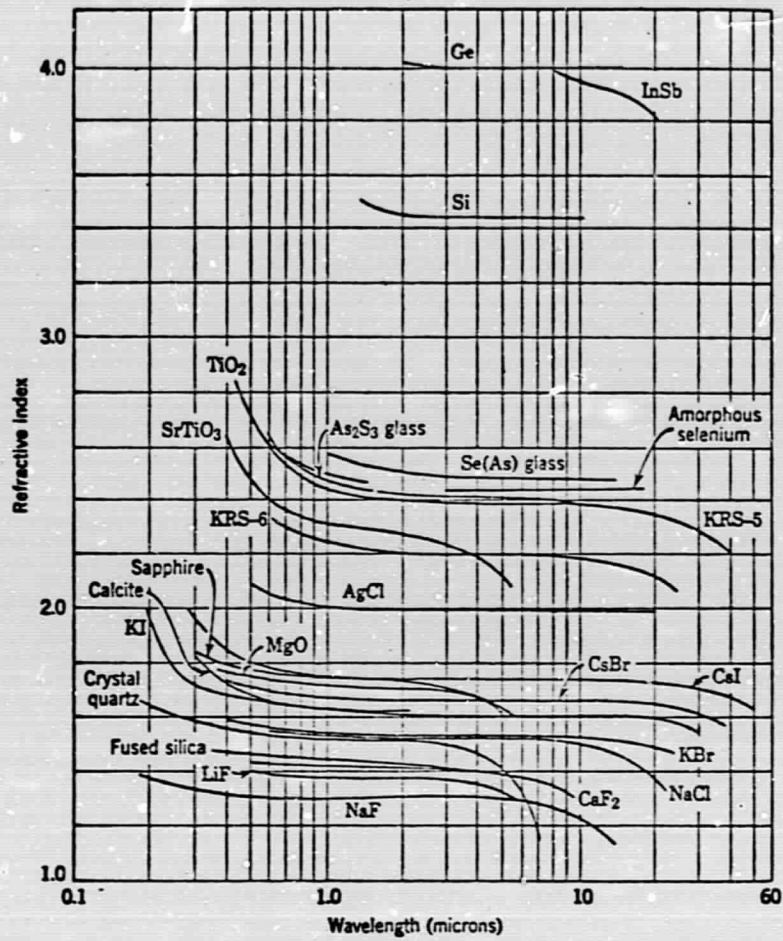 Ge
4.0
InSb
Si
3.0
TiO₂
As₂S₃ glass
Amorphous
selenium
SrTiO₃
Se(As) glass
KRS–6
KRS–5
Sapphire
Calcite
2.0
AgCl
KI
MgO
CsBr
CsI
Crystal
quartz
Fused silica
KBr
LiF
CaF₂
NaCl
NaF
1.0
0.1
1.0
10
60
Wavelength (microns)
Refractive index